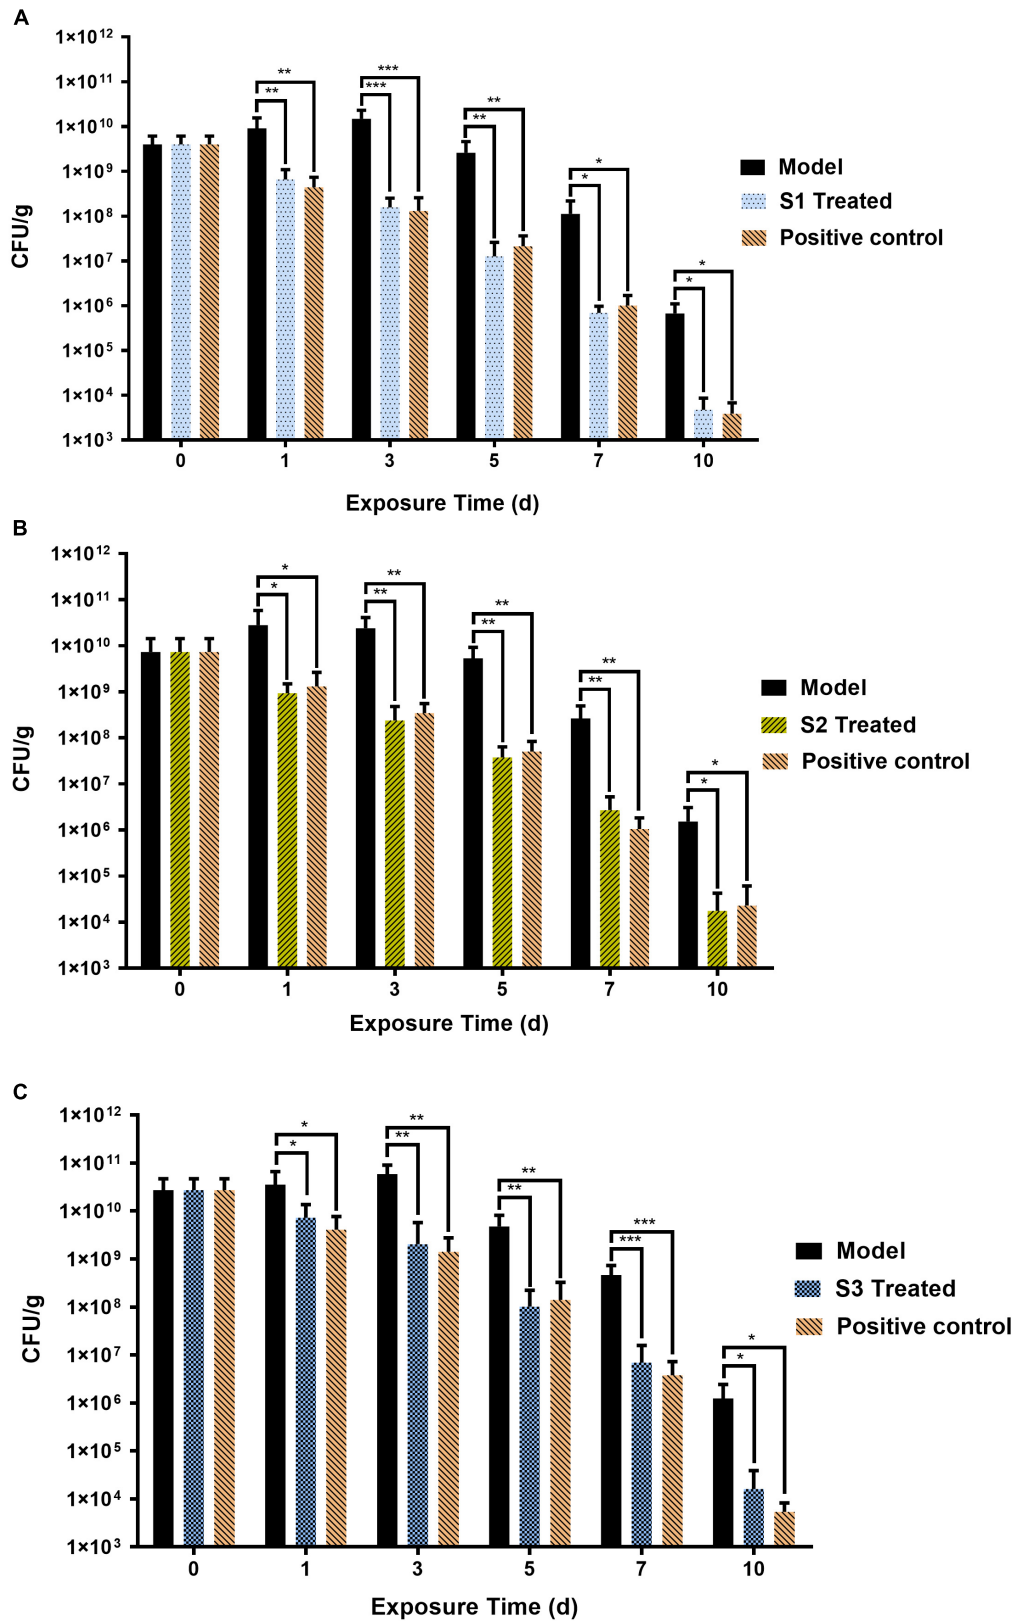 A
1×10¹²
1×10¹¹
1×10¹⁰
1×10⁹
1×10⁸
1×10⁷
1×10⁶
1×10⁵
1×10⁴
1×10³
CFU/g
** **
*** ***
** **
* *
* *
Model
S1 Treated
Positive control
0 1 3 5 7 10
Exposure Time (d)
B
1×10¹²
1×10¹¹
1×10¹⁰
1×10⁹
1×10⁸
1×10⁷
1×10⁶
1×10⁵
1×10⁴
1×10³
CFU/g
* *
** **
** **
** **
* *
Model
S2 Treated
Positive control
0 1 3 5 7 10
Exposure Time (d)
C
1×10¹²
1×10¹¹
1×10¹⁰
1×10⁹
1×10⁸
1×10⁷
1×10⁶
1×10⁵
1×10⁴
1×10³
CFU/g
* *
** **
** **
*** ***
* *
Model
S3 Treated
Positive control
0 1 3 5 7 10
Exposure Time (d)